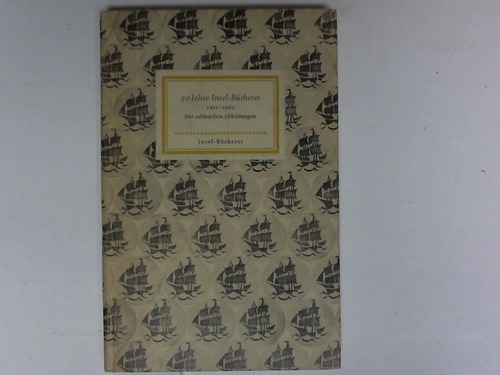 50 Jahre Insel-Bücherei
1912–1962
Mit zahlreichen Abbildungen
Insel-Bücherei